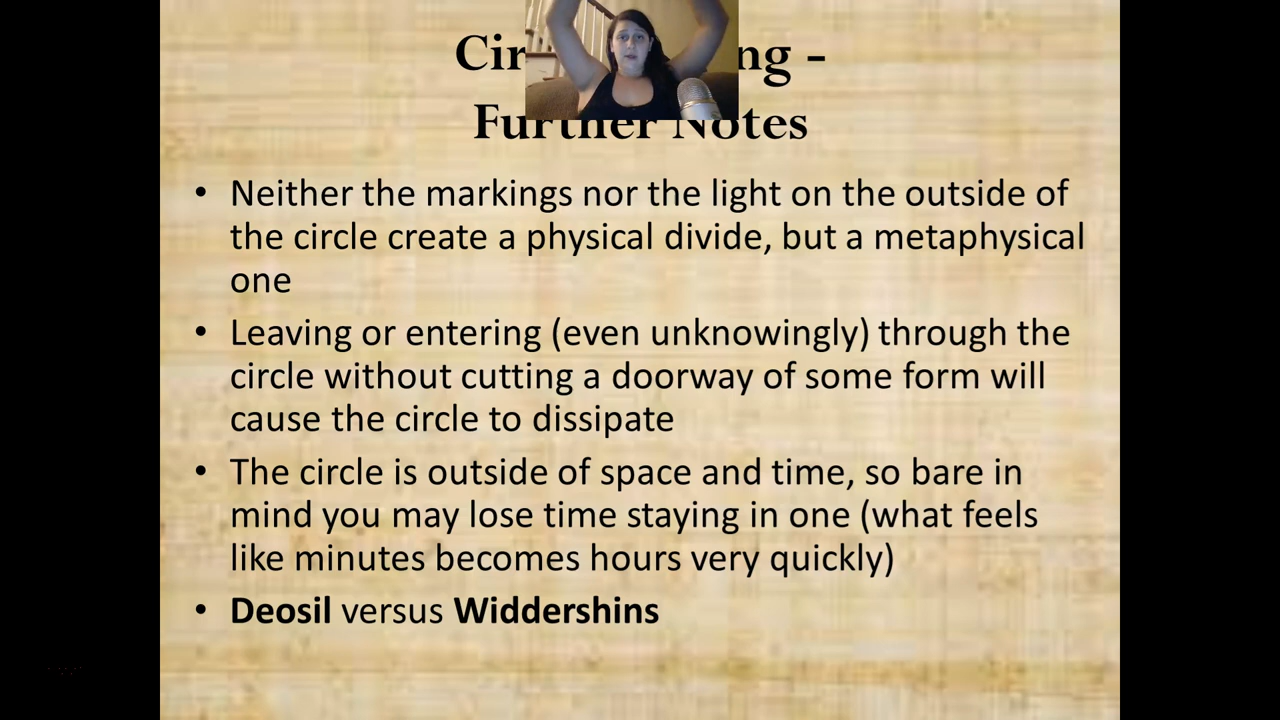 Cir ng -
Further Notes
• Neither the markings nor the light on the outside of
the circle create a physical divide, but a metaphysical
one
• Leaving or entering (even unknowingly) through the
circle without cutting a doorway of some form will
cause the circle to dissipate
• The circle is outside of space and time, so bare in
mind you may lose time staying in one (what feels
like minutes becomes hours very quickly)
• Deosil versus Widdershins